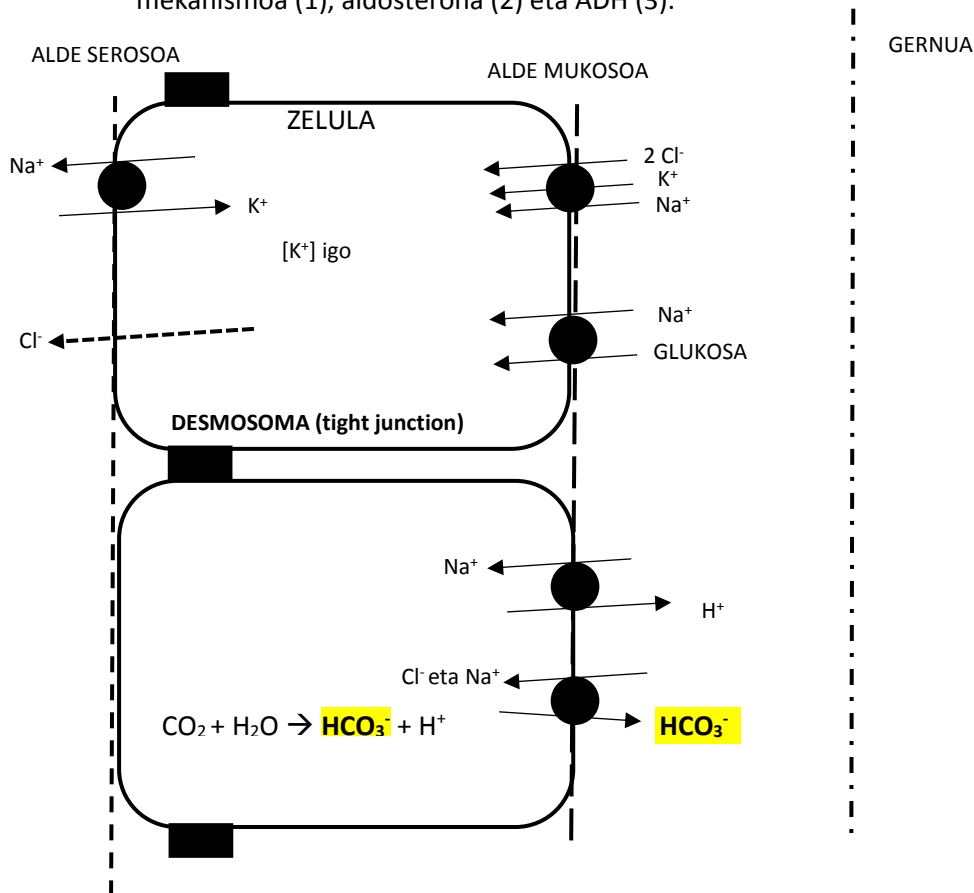 mekanismoa (1), aldosterona (2) eta ADH (3).
GERNUA
ALDE SEROSOA
ALDE MUKOSOA
ZELULA
Na⁺
2 Cl⁻
K⁺
Na⁺
K⁺
[K⁺] igo
Na⁺
Cl⁻
GLUKOSA
DESMOSOMA (tight junction)
Na⁺
H⁺
Cl⁻ eta Na⁺
CO₂ + H₂O → HCO₃⁻ + H⁺
HCO₃⁻